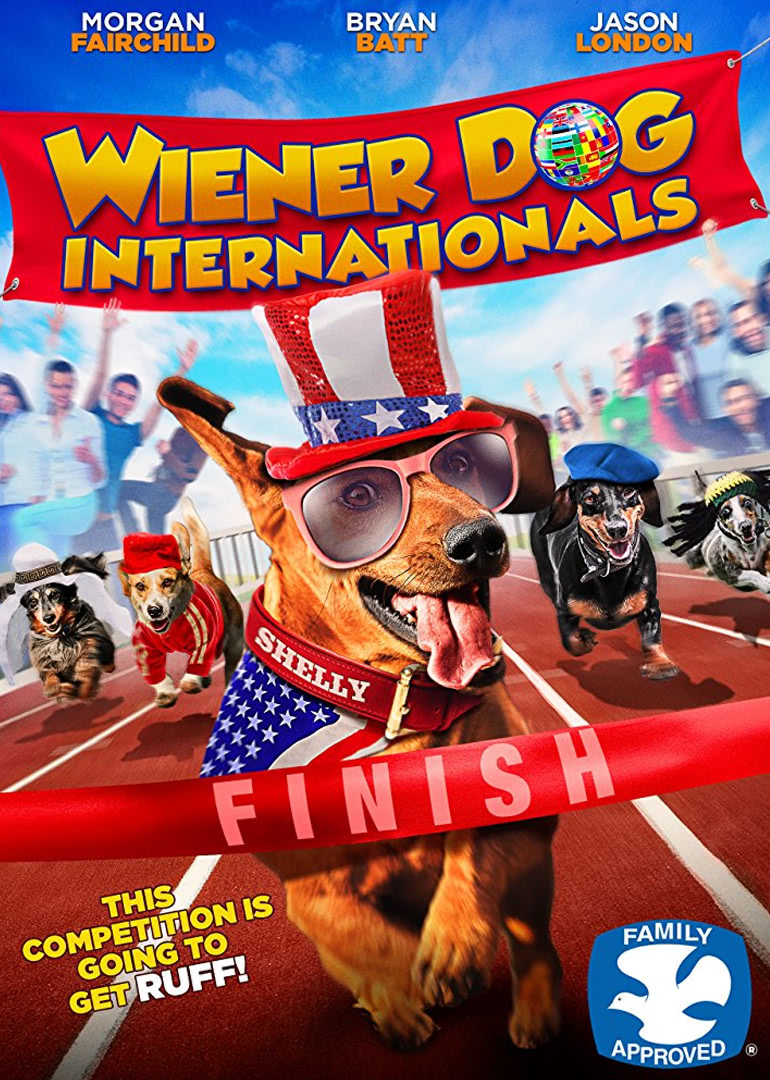 MORGAN
FAIRCHILD
BRYAN
BATT
JASON
LONDON
WIENER DOG
INTERNATIONALS
SHELLY
FINISH
THIS
COMPETITION IS
GOING TO
GET RUFF!
FAMILY
APPROVED ®